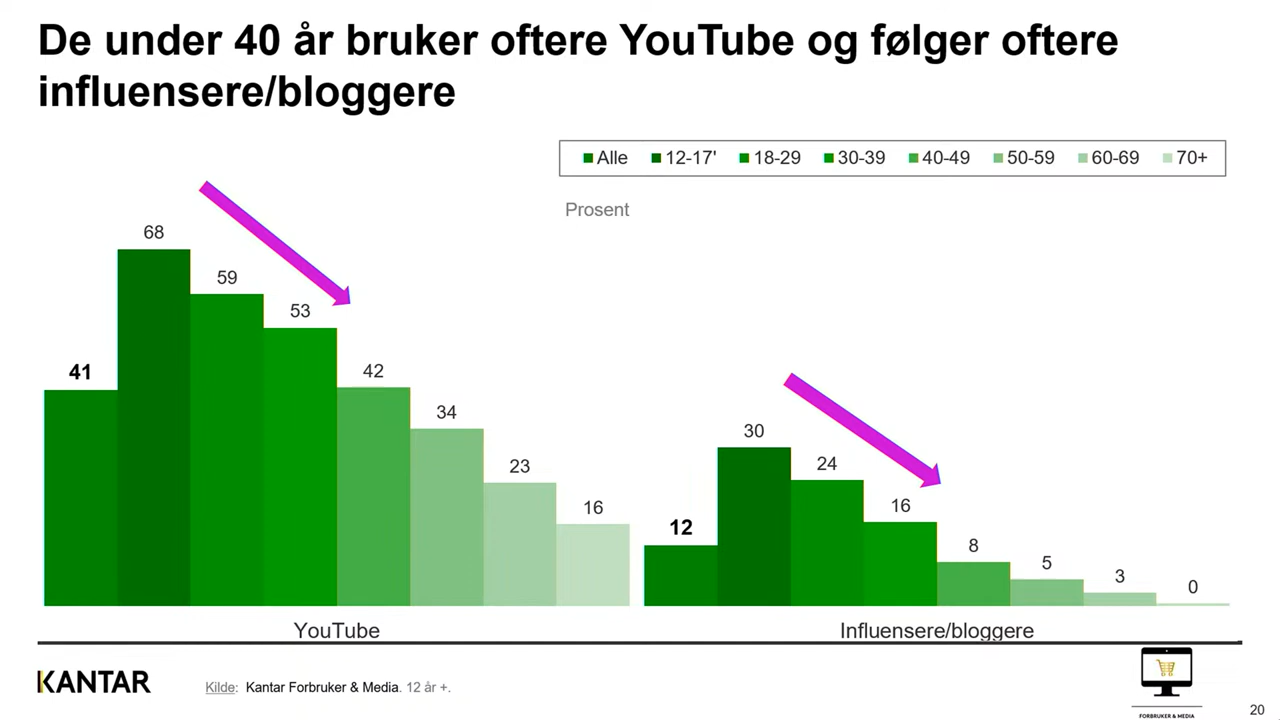 De under 40 år bruker oftere YouTube og følger oftere
influensere/bloggere
Alle 12-17' 18-29 30-39 40-49 50-59 60-69 70+
Prosent
41 68 59 53 42 34 23 16
12 30 24 16 8 5 3 0
YouTube
Influensere/bloggere
KANTAR
Kilde: Kantar Forbruker & Media. 12 år +.
FORBRUKER & MEDIA
20